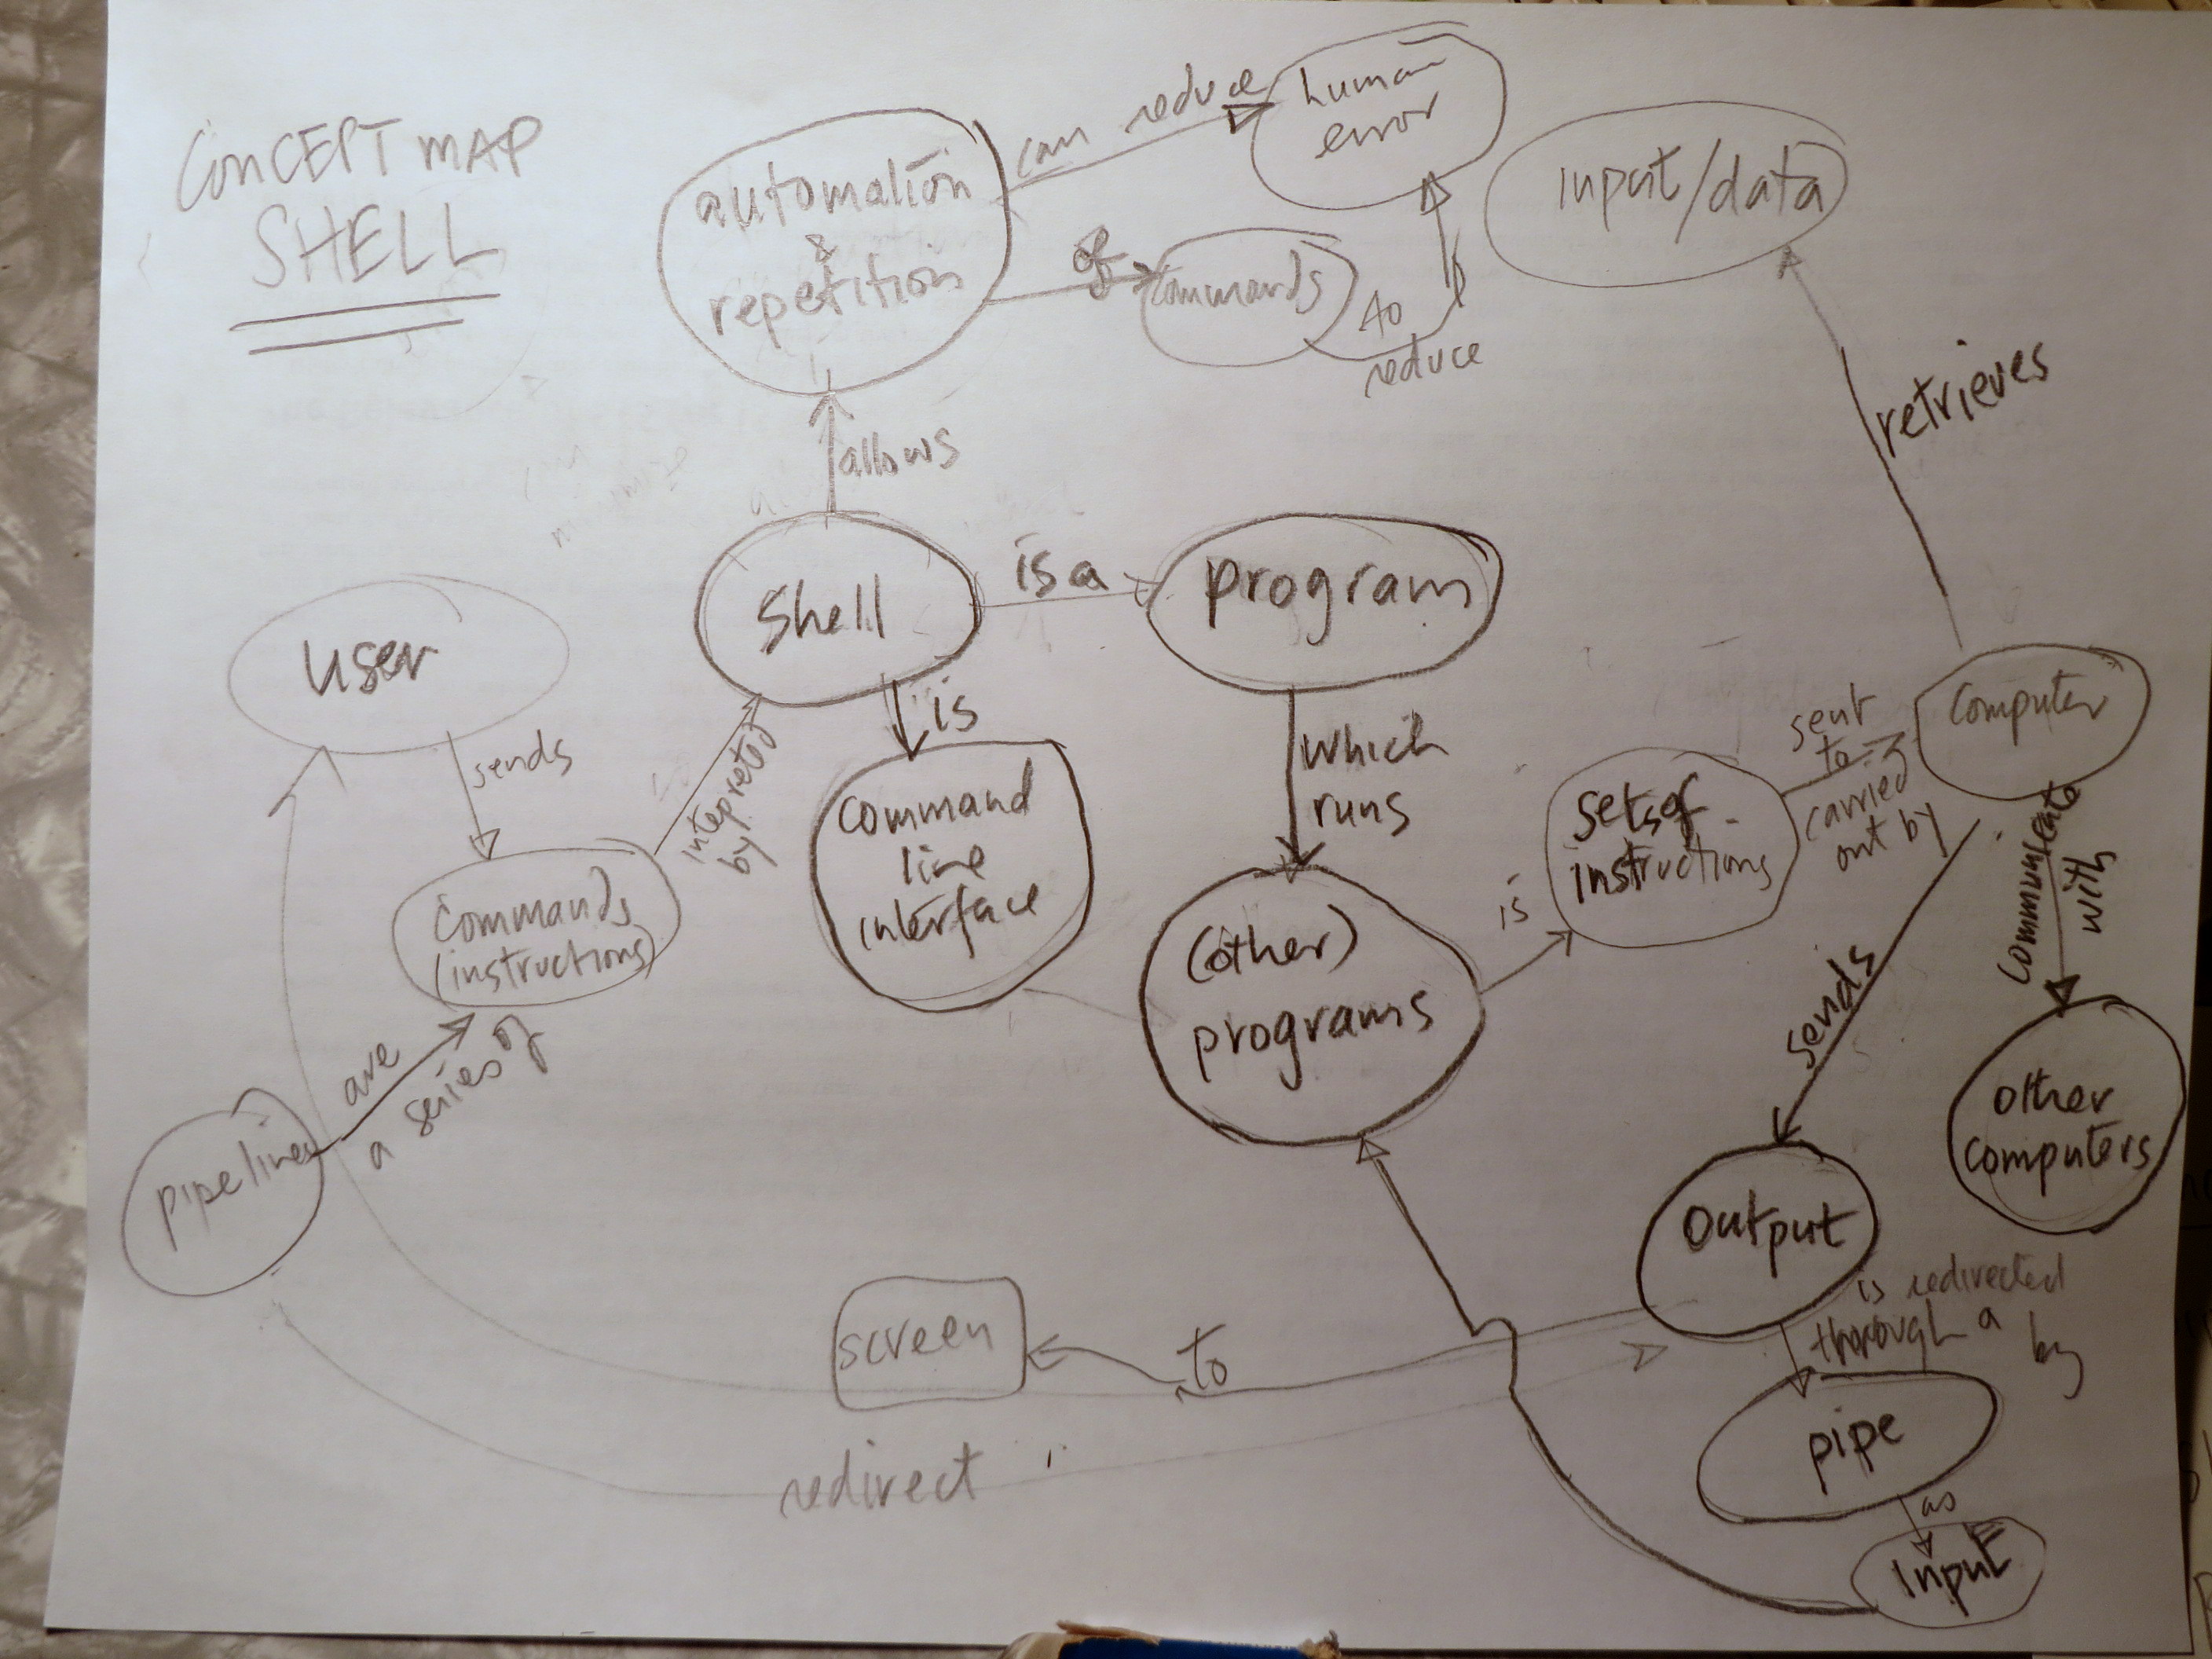 CONCEPT MAP
SHELL
automation
&
repetition
can reduce
human
error
of
commands
to
reduce
input/data
retrieves
allows
Shell
is a
program
user
sends
is
which
runs
intepreted
by
command
line
interface
commands
(instructions)
(other)
programs
is
sets of
instructions
sent
to
carried
out by
computer
communicate
with
sends
other
computers
are
a series of
pipelines
output
is redirected
through a
by
screen
to
pipe
redirect
as
input